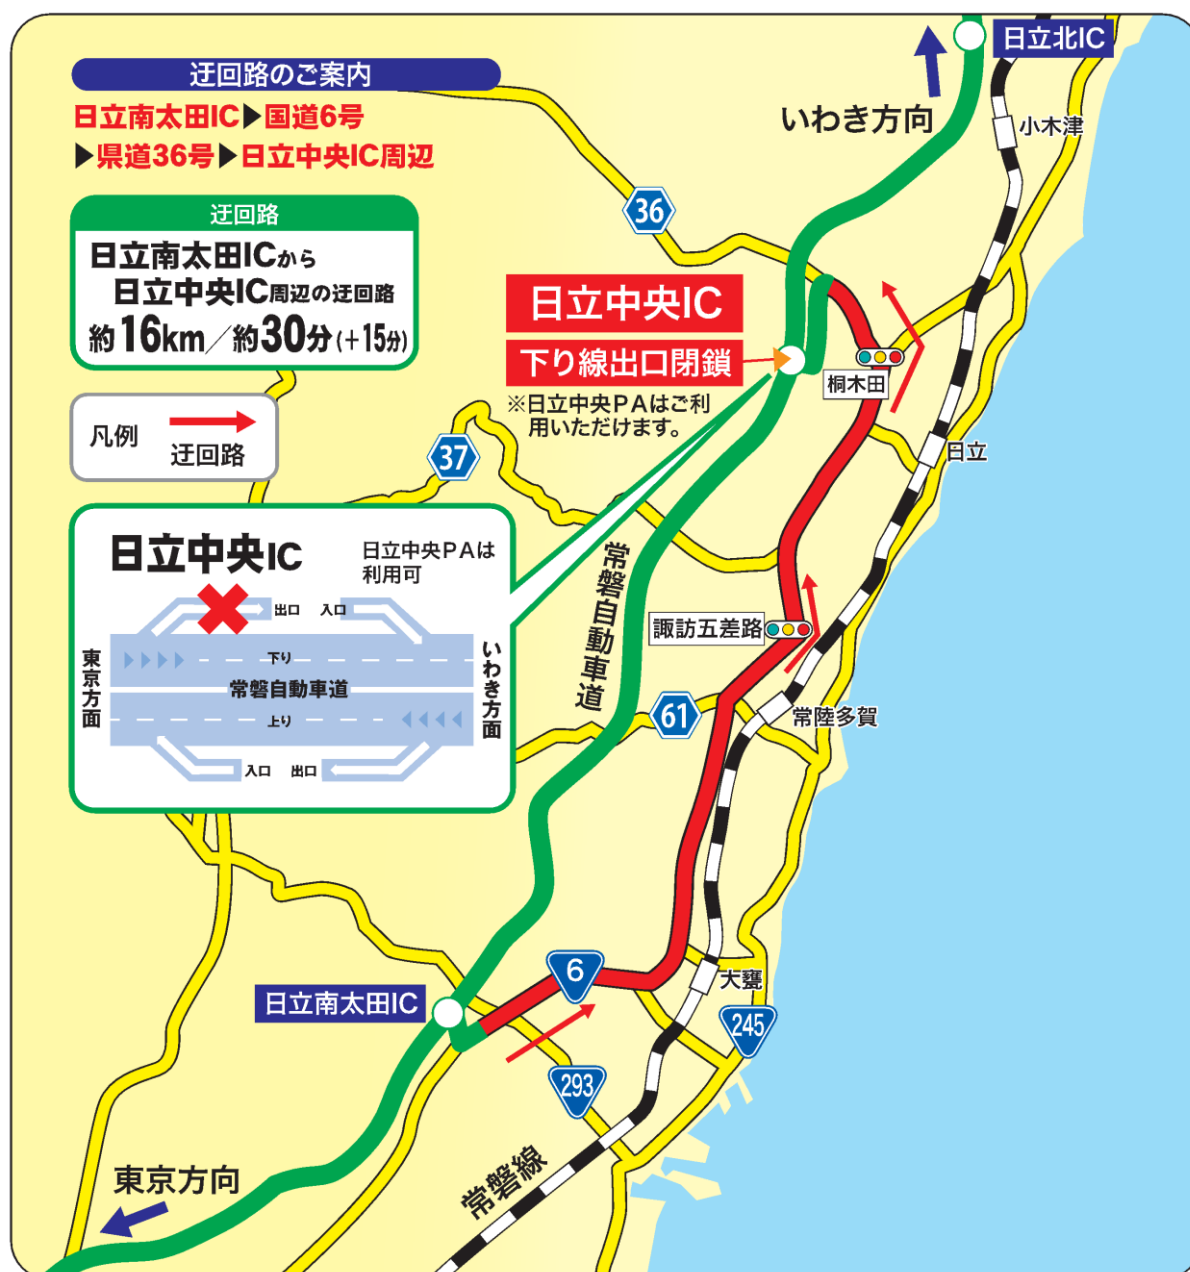 迂回路のご案内
日立南太田IC▶国道6号
▶県道36号▶日立中央IC周辺
迂回路
日立南太田ICから
日立中央IC周辺の迂回路
約16km／約30分(+15分)
凡例
迂回路
日立北IC
いわき方向
小木津
36
日立中央IC
下り線出口閉鎖
※日立中央PAはご利
用いただけます。
桐木田
日立
37
常磐自動車道
諏訪五差路
61
常陸多賀
日立中央IC
日立中央PAは
利用可
出口
入口
東京方面
下り
常磐自動車道
上り
いわき方面
入口
出口
6
大甕
日立南太田IC
245
293
東京方向
常磐線